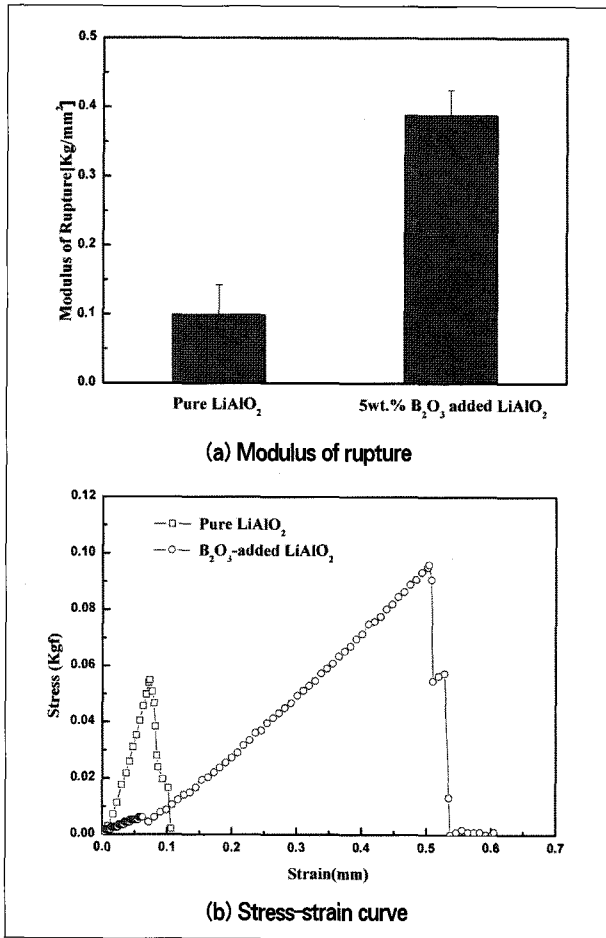 0.5
0.4
0.3
0.2
0.1
0.0
Modulus of Rupture[Kg/mm²]
Pure LiAlO₂
5wt.% B₂O₃ added LiAlO₂
(a) Modulus of rupture
0.12
0.10
0.08
0.06
0.04
0.02
0.00
Stress (Kgf)
Pure LiAlO₂
B₂O₃-added LiAlO₂
0.0 0.1 0.2 0.3 0.4 0.5 0.6 0.7
Strain(mm)
(b) Stress-strain curve